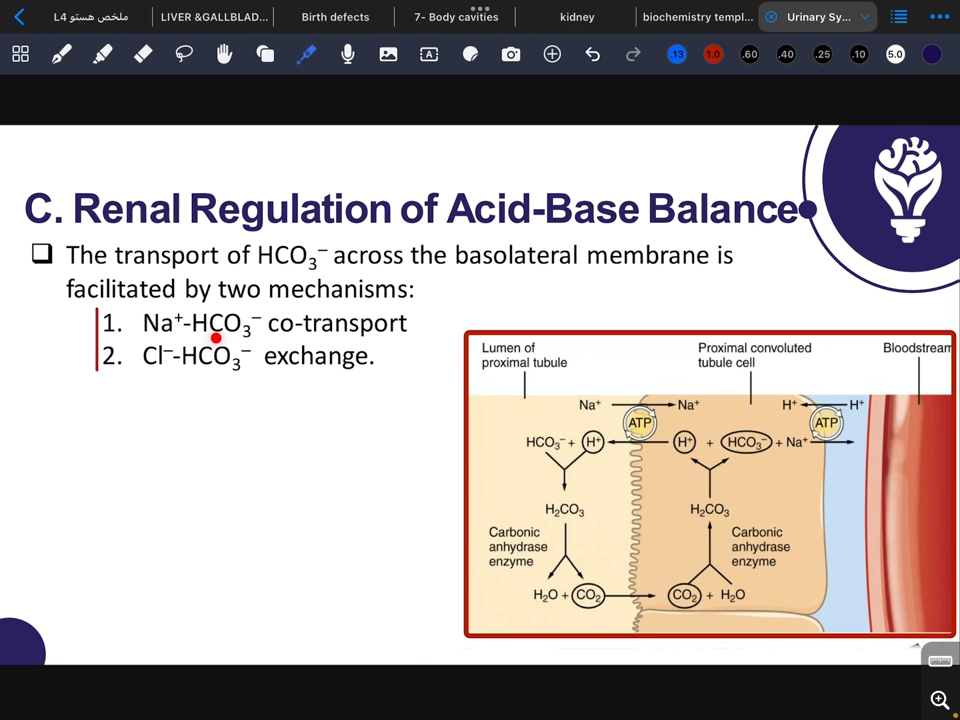 ملخص هستو L4
LIVER &GALLBLAD...
Birth defects
7- Body cavities
kidney
biochemistry templ...
Urinary Sy...
13
1.0
.60
.40
.25
.10
5.0
C. Renal Regulation of Acid-Base Balance
The transport of HCO₃⁻ across the basolateral membrane is
facilitated by two mechanisms:
1. Na⁺-HCO₃⁻ co-transport
2. Cl⁻-HCO₃⁻ exchange.
Lumen of
proximal tubule
Proximal convoluted
tubule cell
Bloodstream
Na⁺ Na⁺ H⁺ H⁺
ATP ATP
HCO₃⁻ + H⁺ H⁺ + HCO₃⁻ + Na⁺
H₂CO₃ H₂CO₃
Carbonic
anhydrase
enzyme
Carbonic
anhydrase
enzyme
H₂O + CO₂ CO₂ + H₂O